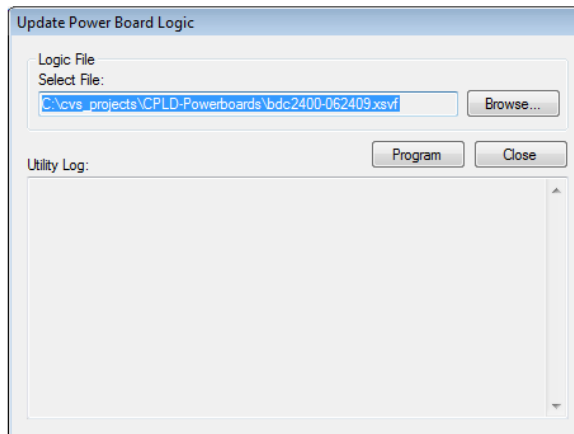 Update Power Board Logic
Logic File
Select File:
C:\cvs_projects\CPLD-Powerboards\bdc2400-062409.xsvf
Browse...
Program
Close
Utility Log: